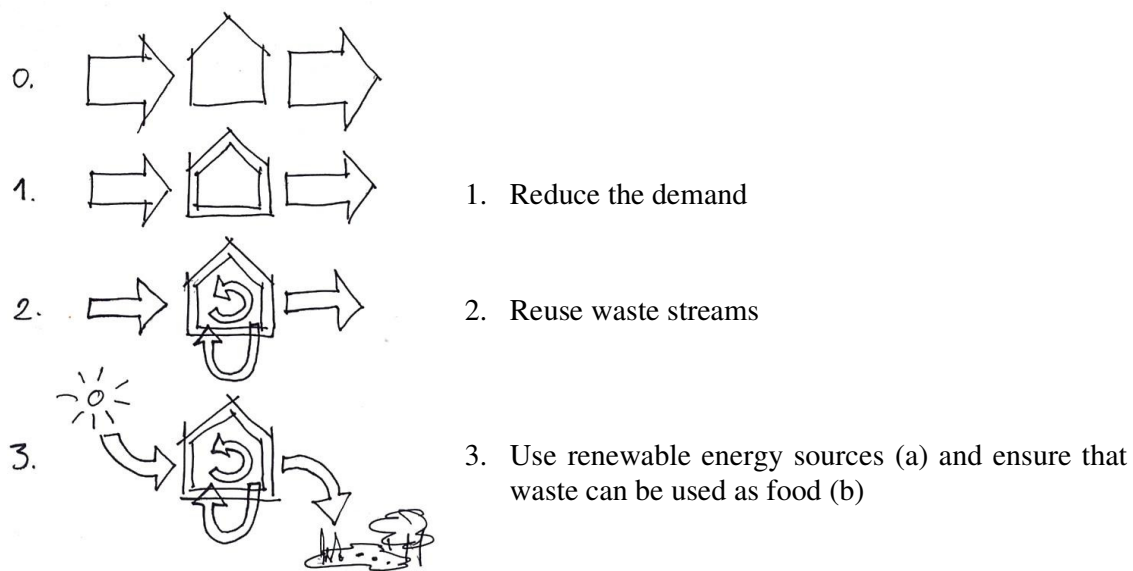 0.
1.
1. Reduce the demand
2.
2. Reuse waste streams
3.
3. Use renewable energy sources (a) and ensure that
waste can be used as food (b)